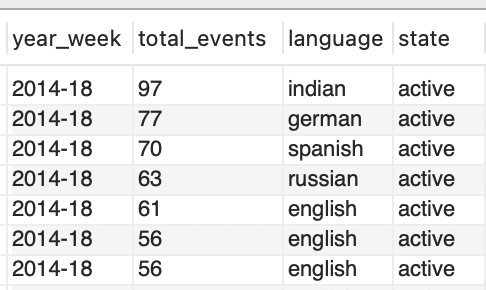 year_week total_events language state
2014-18 97 indian active
2014-18 77 german active
2014-18 70 spanish active
2014-18 63 russian active
2014-18 61 english active
2014-18 56 english active
2014-18 56 english active